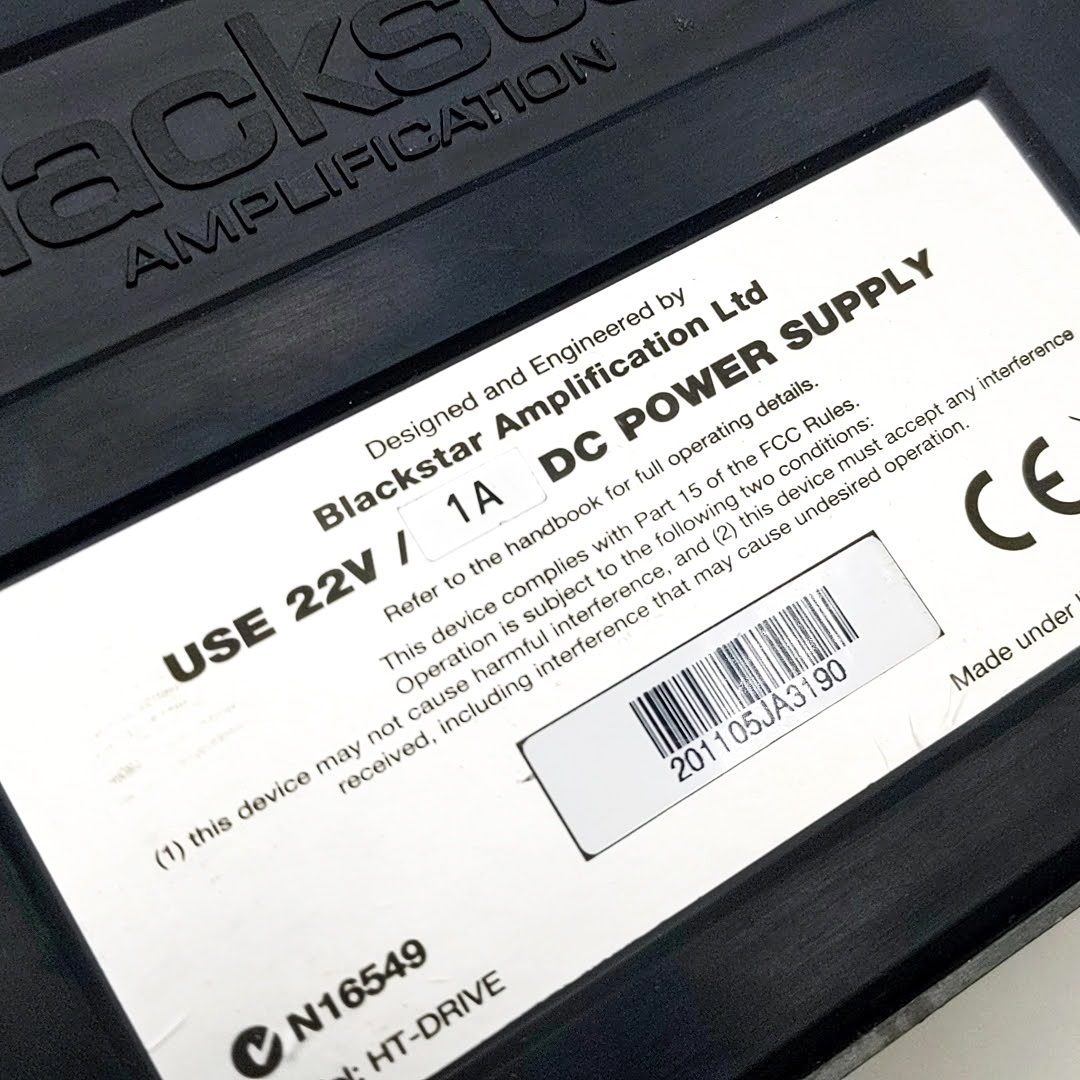 lackst
AMPLIFICATION
Designed and Engineered by
Blackstar Amplification Ltd
USE 22V / 1A DC POWER SUPPLY
Refer to the handbook for full operating details.
This device complies with Part 15 of the FCC Rules.
Operation is subject to the following two conditions:
(1) this device may not cause harmful interference, and (2) this device must accept any interference
received, including interference that may cause undesired operation.
CE
201105JA3190
Made under
N16549
HT-DRIVE